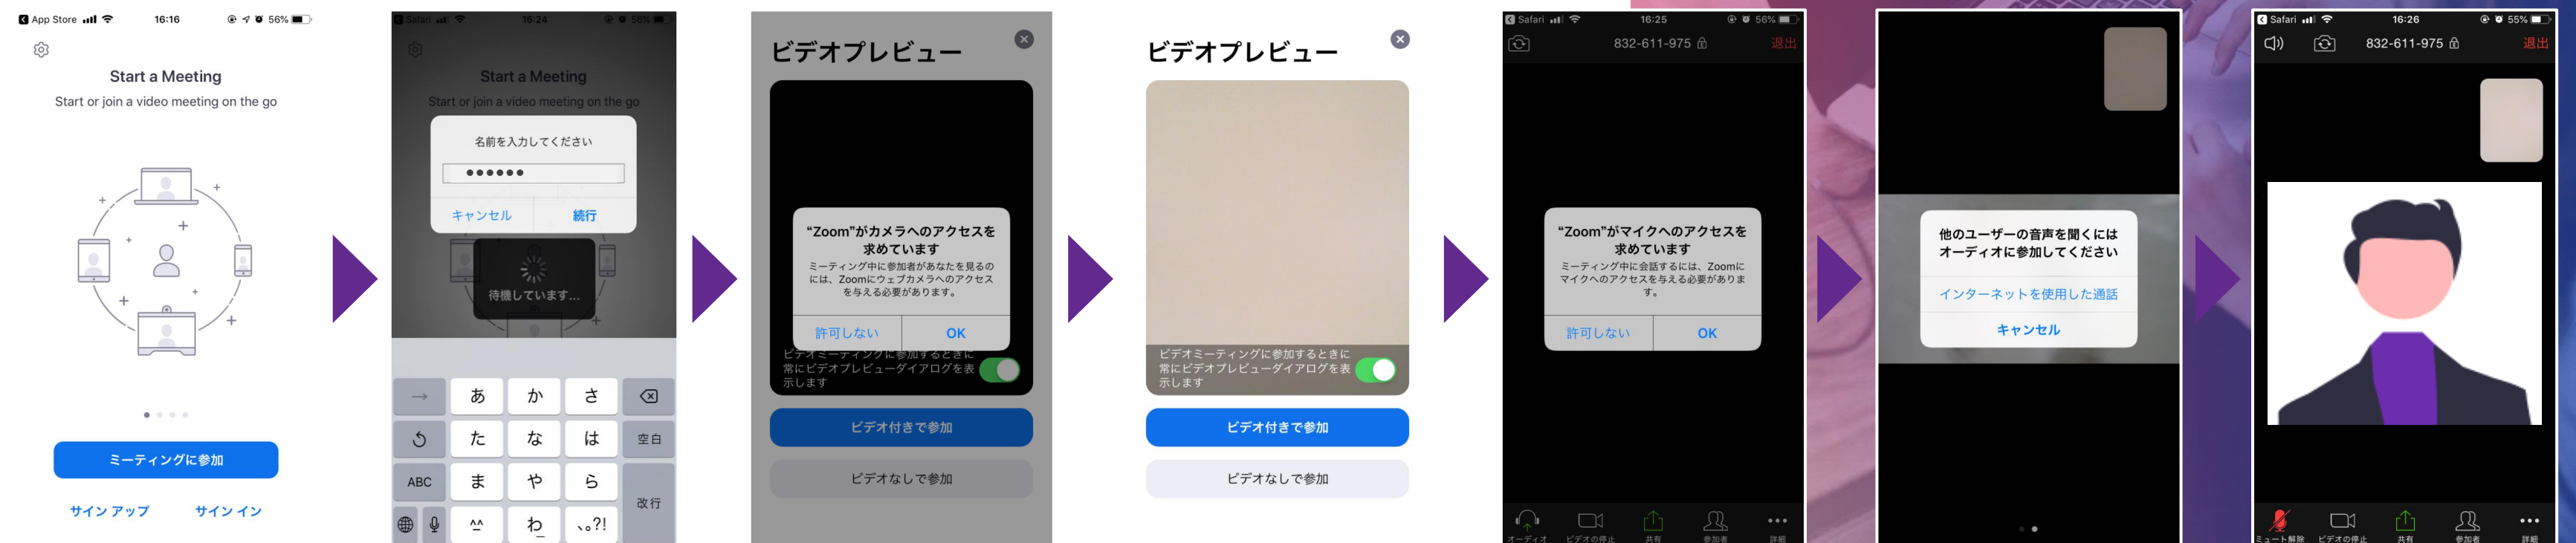 App Store 16:16 56%
Start a Meeting
Start or join a video meeting on the go
ミーティングに参加
サイン アップ サイン イン
Safari 16:24 56%
Start a Meeting
Start or join a video meeting on the go
名前を入力してください
●●●●●●
キャンセル 続行
待機しています...
→ あ か さ
た な は 空白
ABC ま や ら 改行
^^ わ 、。?!
ビデオプレビュー
“Zoom”がカメラへのアクセスを
求めています
ミーティング中に参加者があなたを見るの
には、Zoomにウェブカメラへのアクセス
を与える必要があります。
許可しない OK
ビデオミーティングに参加するときに
常にビデオプレビューダイアログを表
示します
ビデオ付きで参加
ビデオなしで参加
ビデオプレビュー
ビデオミーティングに参加するときに
常にビデオプレビューダイアログを表
示します
ビデオ付きで参加
ビデオなしで参加
Safari 16:25 56%
832-611-975 退出
“Zoom”がマイクへのアクセスを
求めています
ミーティング中に会話するには、Zoomに
マイクへのアクセスを与える必要がありま
す。
許可しない OK
オーディオ ビデオの停止 共有 参加者 詳細
他のユーザーの音声を聞くには
オーディオに参加してください
インターネットを使用した通話
キャンセル
Safari 16:26 55%
832-611-975 退出
ミュート解除 ビデオの停止 共有 参加者 詳細